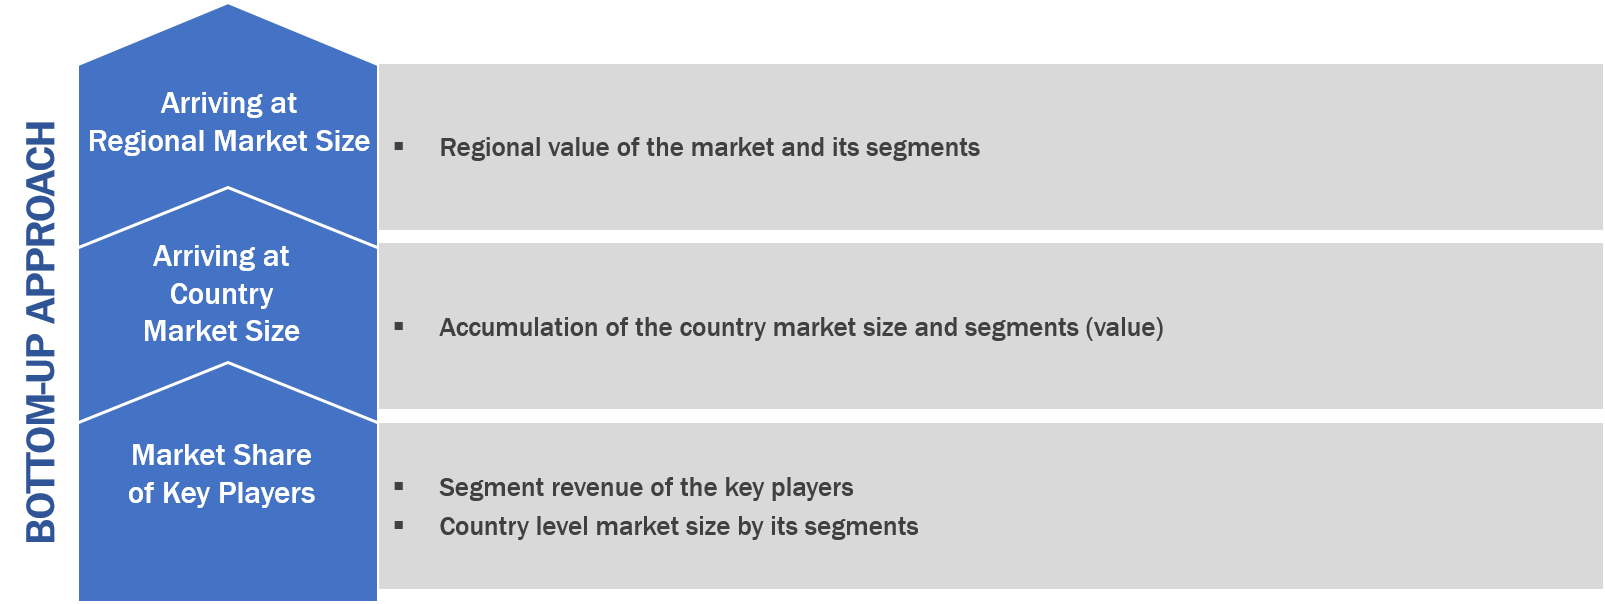 BOTTOM-UP APPROACH
Arriving at
Regional Market Size
▪ Regional value of the market and its segments
Arriving at
Country
Market Size
▪ Accumulation of the country market size and segments (value)
Market Share
of Key Players
▪ Segment revenue of the key players
▪ Country level market size by its segments